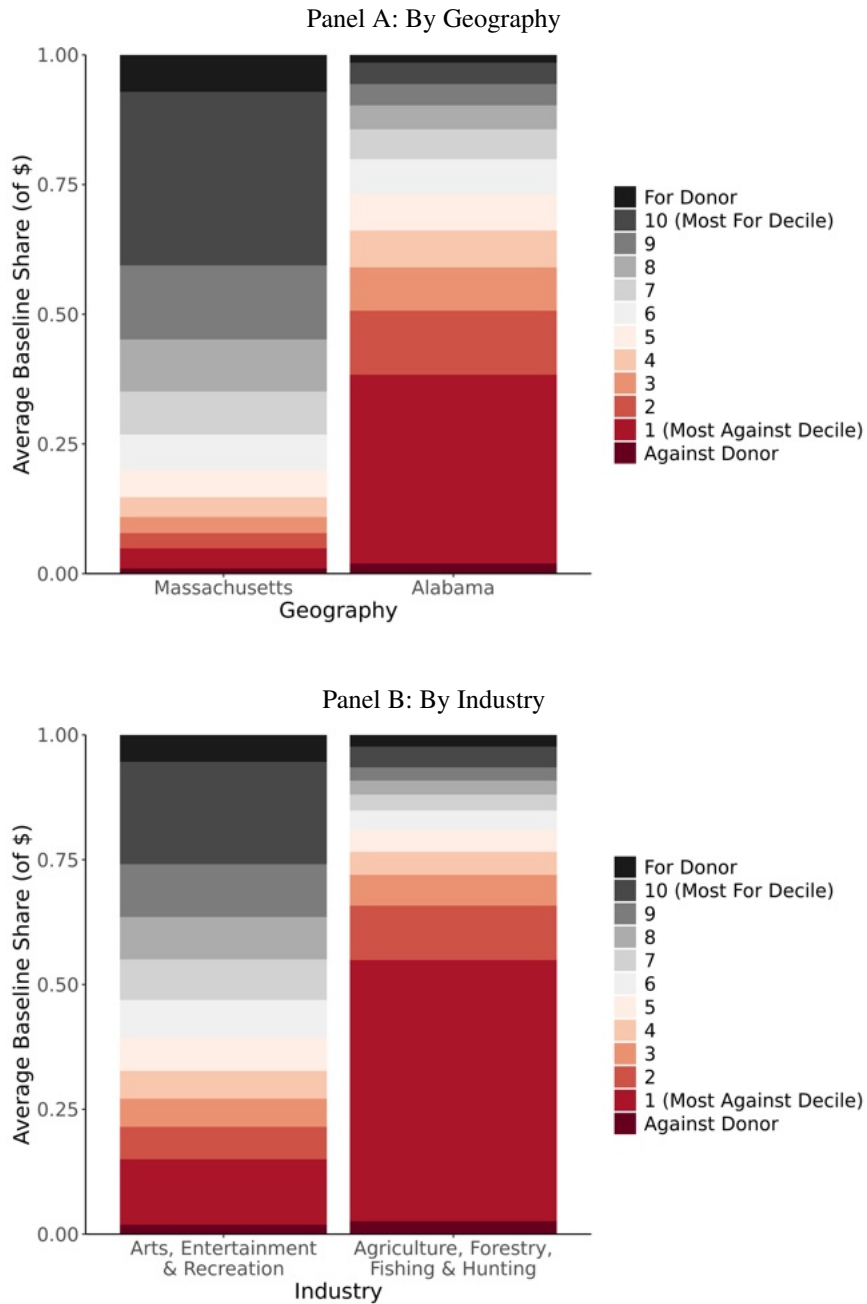 Panel A: By Geography
Average Baseline Share (of $)
1.00
0.75
0.50
0.25
0.00
Massachusetts
Alabama
Geography
For Donor
10 (Most For Decile)
9
8
7
6
5
4
3
2
1 (Most Against Decile)
Against Donor
Panel B: By Industry
Average Baseline Share (of $)
1.00
0.75
0.50
0.25
0.00
Arts, Entertainment
& Recreation
Agriculture, Forestry,
Fishing & Hunting
Industry
For Donor
10 (Most For Decile)
9
8
7
6
5
4
3
2
1 (Most Against Decile)
Against Donor